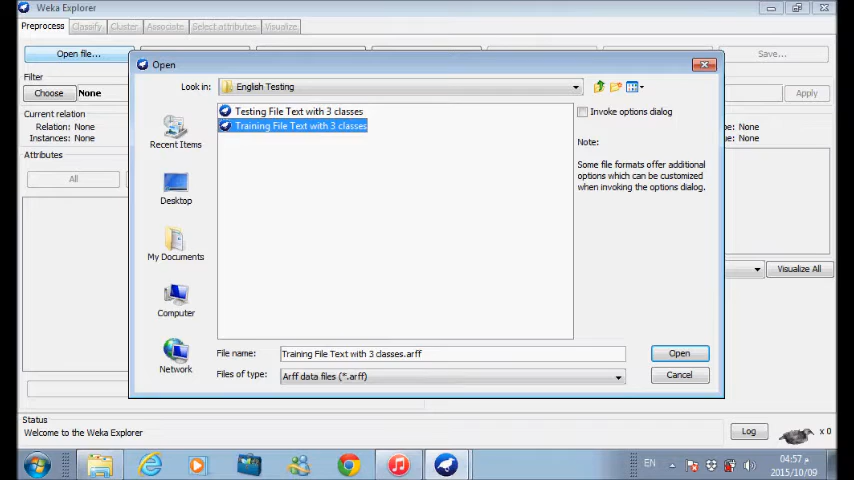 Weka Explorer
Preprocess Classify Cluster Associate Select attributes Visualize
Open file...
Save...
Open
Filter
Look in: English Testing
Choose None
Apply
Current relation
Relation: None
Instances: None
None
None
Testing File Text with 3 classes
Training File Text with 3 classes
Invoke options dialog
Note:
Some file formats offer additional
options which can be customized
when invoking the options dialog.
Recent Items
Desktop
My Documents
Computer
Network
Attributes
All
Visualize All
File name: Training File Text with 3 classes.arff
Open
Files of type: Arff data files (*.arff)
Cancel
Status
Welcome to the Weka Explorer
Log
x 0
EN
04:57 م
2015/10/09